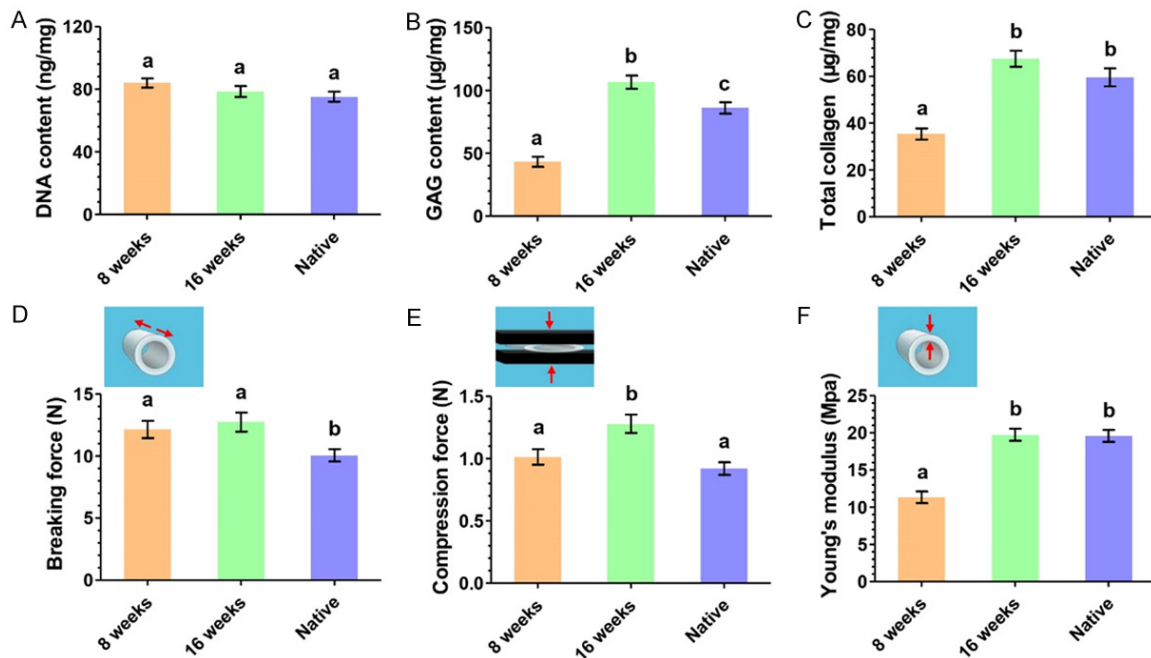 A
DNA content (ng/mg)
120
80
40
0
a
a
a
8 weeks
16 weeks
Native
B
GAG content (µg/mg)
150
100
50
0
a
b
c
8 weeks
16 weeks
Native
C
Total collagen (µg/mg)
80
60
40
20
0
a
b
b
8 weeks
16 weeks
Native
D
Breaking force (N)
15
10
5
0
a
a
b
8 weeks
16 weeks
Native
E
Compression force (N)
1.5
1.0
0.5
0.0
a
b
a
8 weeks
16 weeks
Native
F
Young's modulus (Mpa)
25
20
15
10
5
0
a
b
b
8 weeks
16 weeks
Native